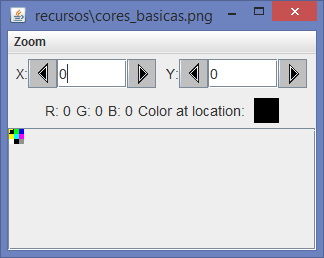 recursos\cores_basicas.png
Zoom
X: 0 Y: 0
R: 0 G: 0 B: 0 Color at location: